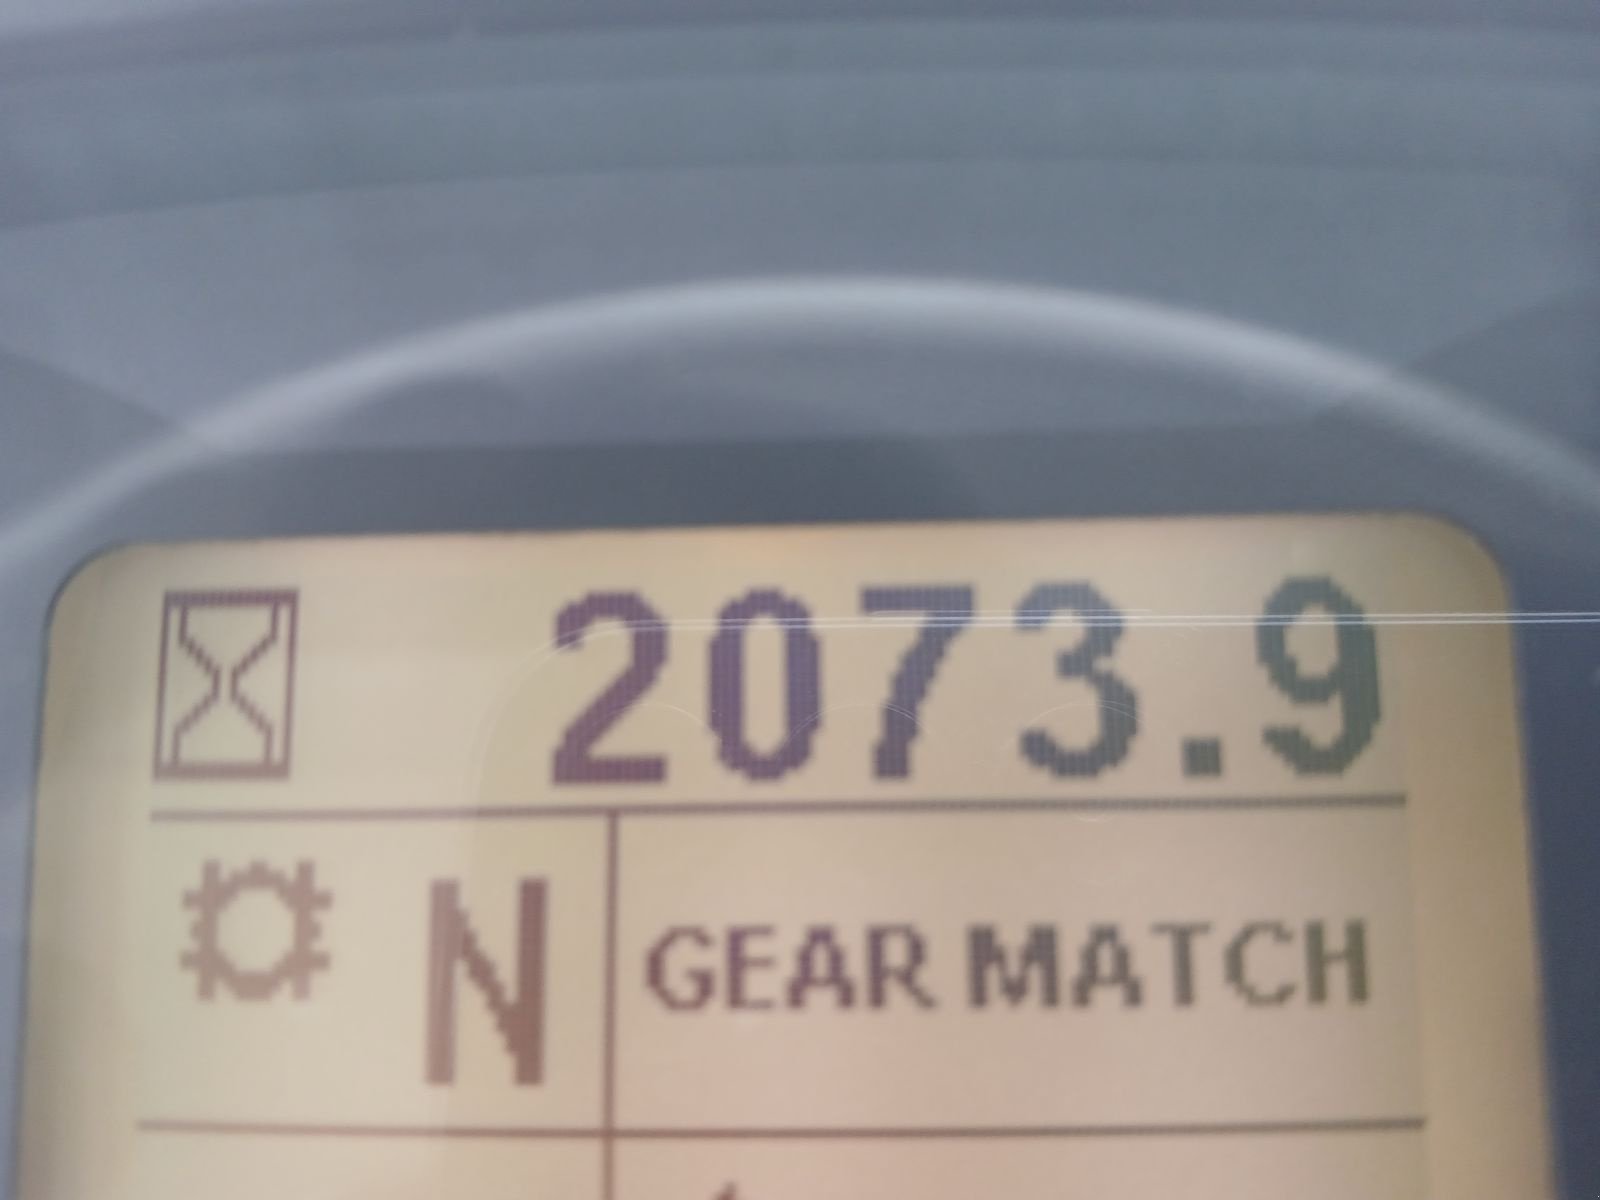 2073.9
N GEAR MATCH